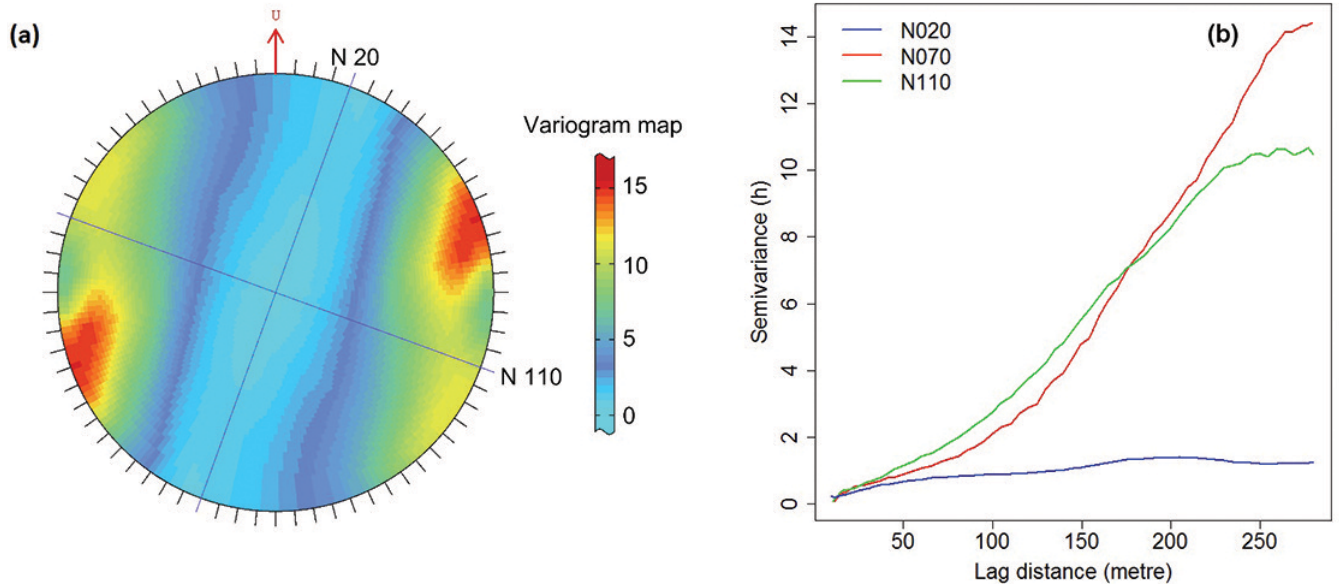 (a)
U
N 20
N 110
Variogram map
15
10
5
0
(b)
N020
N070
N110
Semivariance (h)
14
12
10
8
6
4
2
0
50 100 150 200 250
Lag distance (metre)